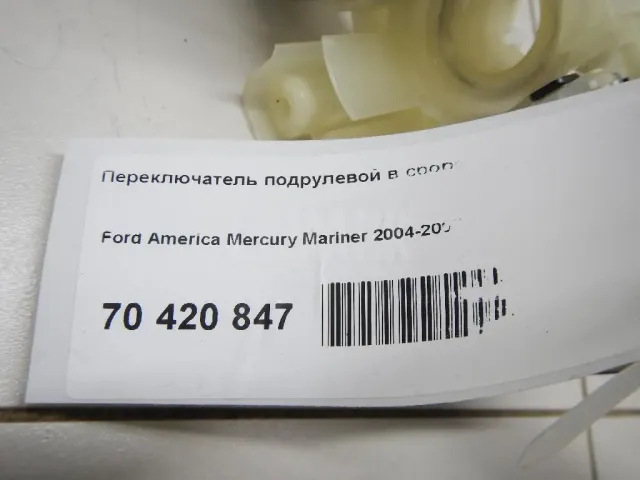 Переключатель подрулевой в
Ford America Mercury Mariner
70 420 847